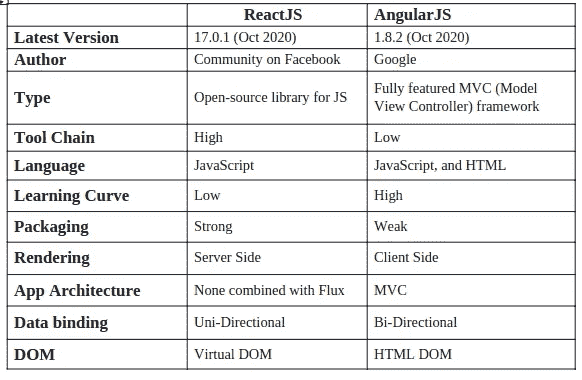 ReactJS AngularJS
Latest Version 17.0.1 (Oct 2020) 1.8.2 (Oct 2020)
Author Community on Facebook Google
Type Open-source library for JS Fully featured MVC (Model
View Controller) framework
Tool Chain High Low
Language JavaScript JavaScript, and HTML
Learning Curve Low High
Packaging Strong Weak
Rendering Server Side Client Side
App Architecture None combined with Flux MVC
Data binding Uni-Directional Bi-Directional
DOM Virtual DOM HTML DOM